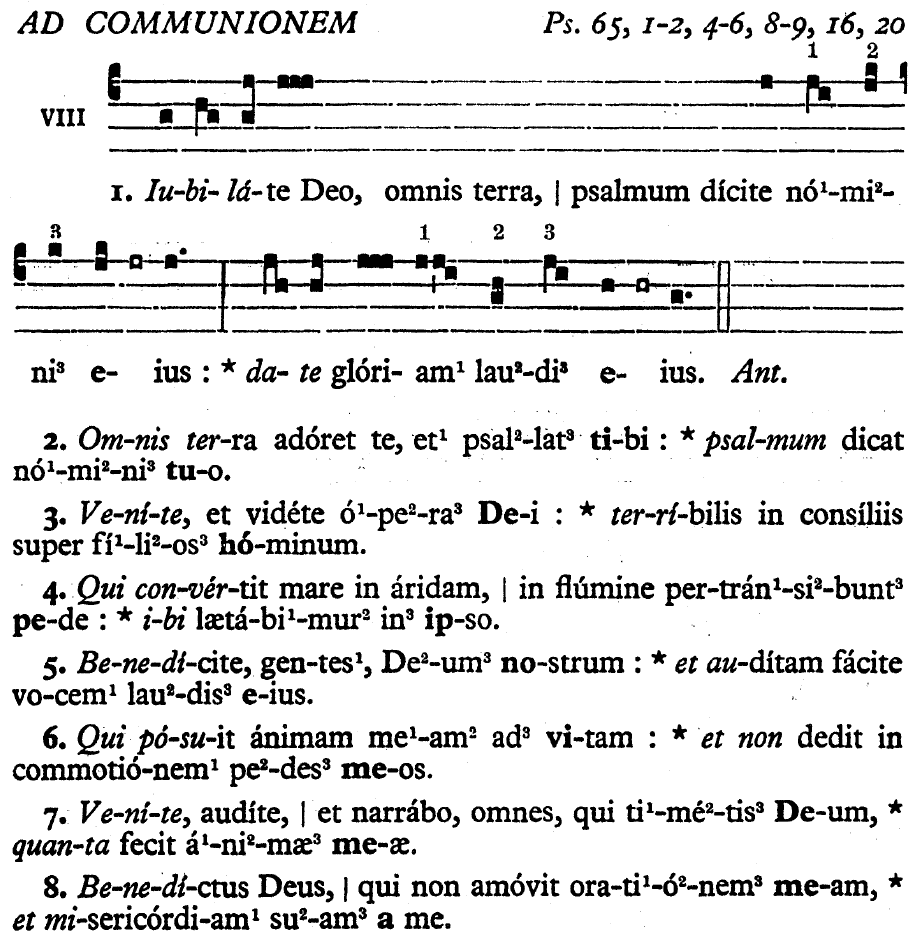 AD COMMUNIONEM Ps. 65, 1-2, 4-6, 8-9, 16, 20
1 2
VIII
1. Iu-bi- lá-te Deo, omnis terra, | psalmum dícite nó¹-mi²-
3 1 2 3
ni³ e- ius : * da- te glóri- am¹ lau²-di³ e- ius. Ant.
2. Om-nis ter-ra adóret te, et¹ psal²-lat³ ti-bi : * psal-mum dicat
nó¹-mi²-ni³ tu-o.
3. Ve-ní-te, et vidéte ó¹-pe²-ra³ De-i : * ter-rí-bilis in consíliis
super fí¹-li²-os³ hó-minum.
4. Qui con-vér-tit mare in áridam, | in flúmine per-trán¹-si²-bunt³
pe-de : * i-bi lætá-bi¹-mur² in³ ip-so.
5. Be-ne-dí-cite, gen-tes¹, De²-um³ no-strum : * et au-dítam fácite
vo-cem¹ lau²-dis³ e-ius.
6. Qui pó-su-it ánimam me¹-am² ad³ vi-tam : * et non dedit in
commotió-nem¹ pe²-des³ me-os.
7. Ve-ní-te, audíte, | et narrábo, omnes, qui ti¹-mé²-tis³ De-um, *
quan-ta fecit á¹-ni²-mæ³ me-æ.
8. Be-ne-dí-ctus Deus, | qui non amóvit ora-ti¹-ó²-nem³ me-am, *
et mi-sericórdi-am¹ su²-am³ a me.